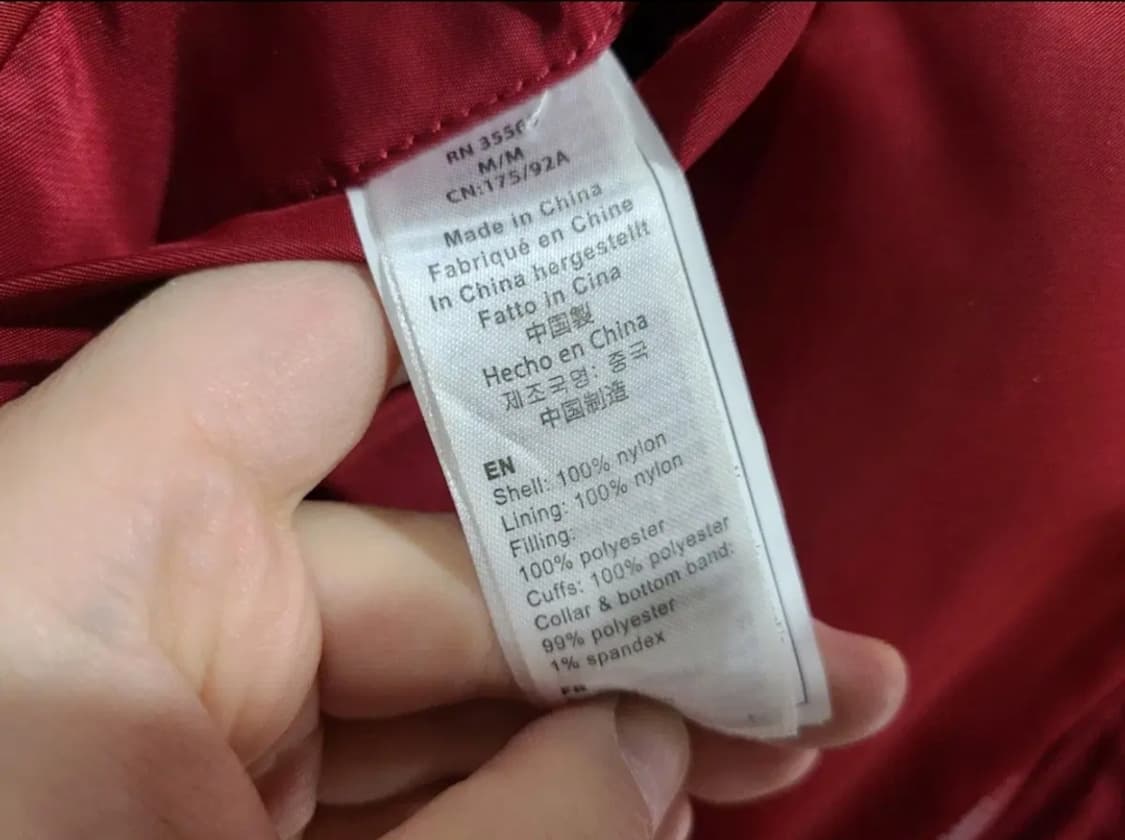 RN 3556
M/M
CN:175/92A
Made in China
Fabriqué en Chine
In China hergestellt
Fatto in Cina
中国製
Hecho en China
제조국명: 중국
中国制造
EN
Shell: 100% nylon
Lining: 100% nylon
Filling:
100% polyester
Cuffs: 100% polyester
Collar & bottom band:
99% polyester
1% spandex